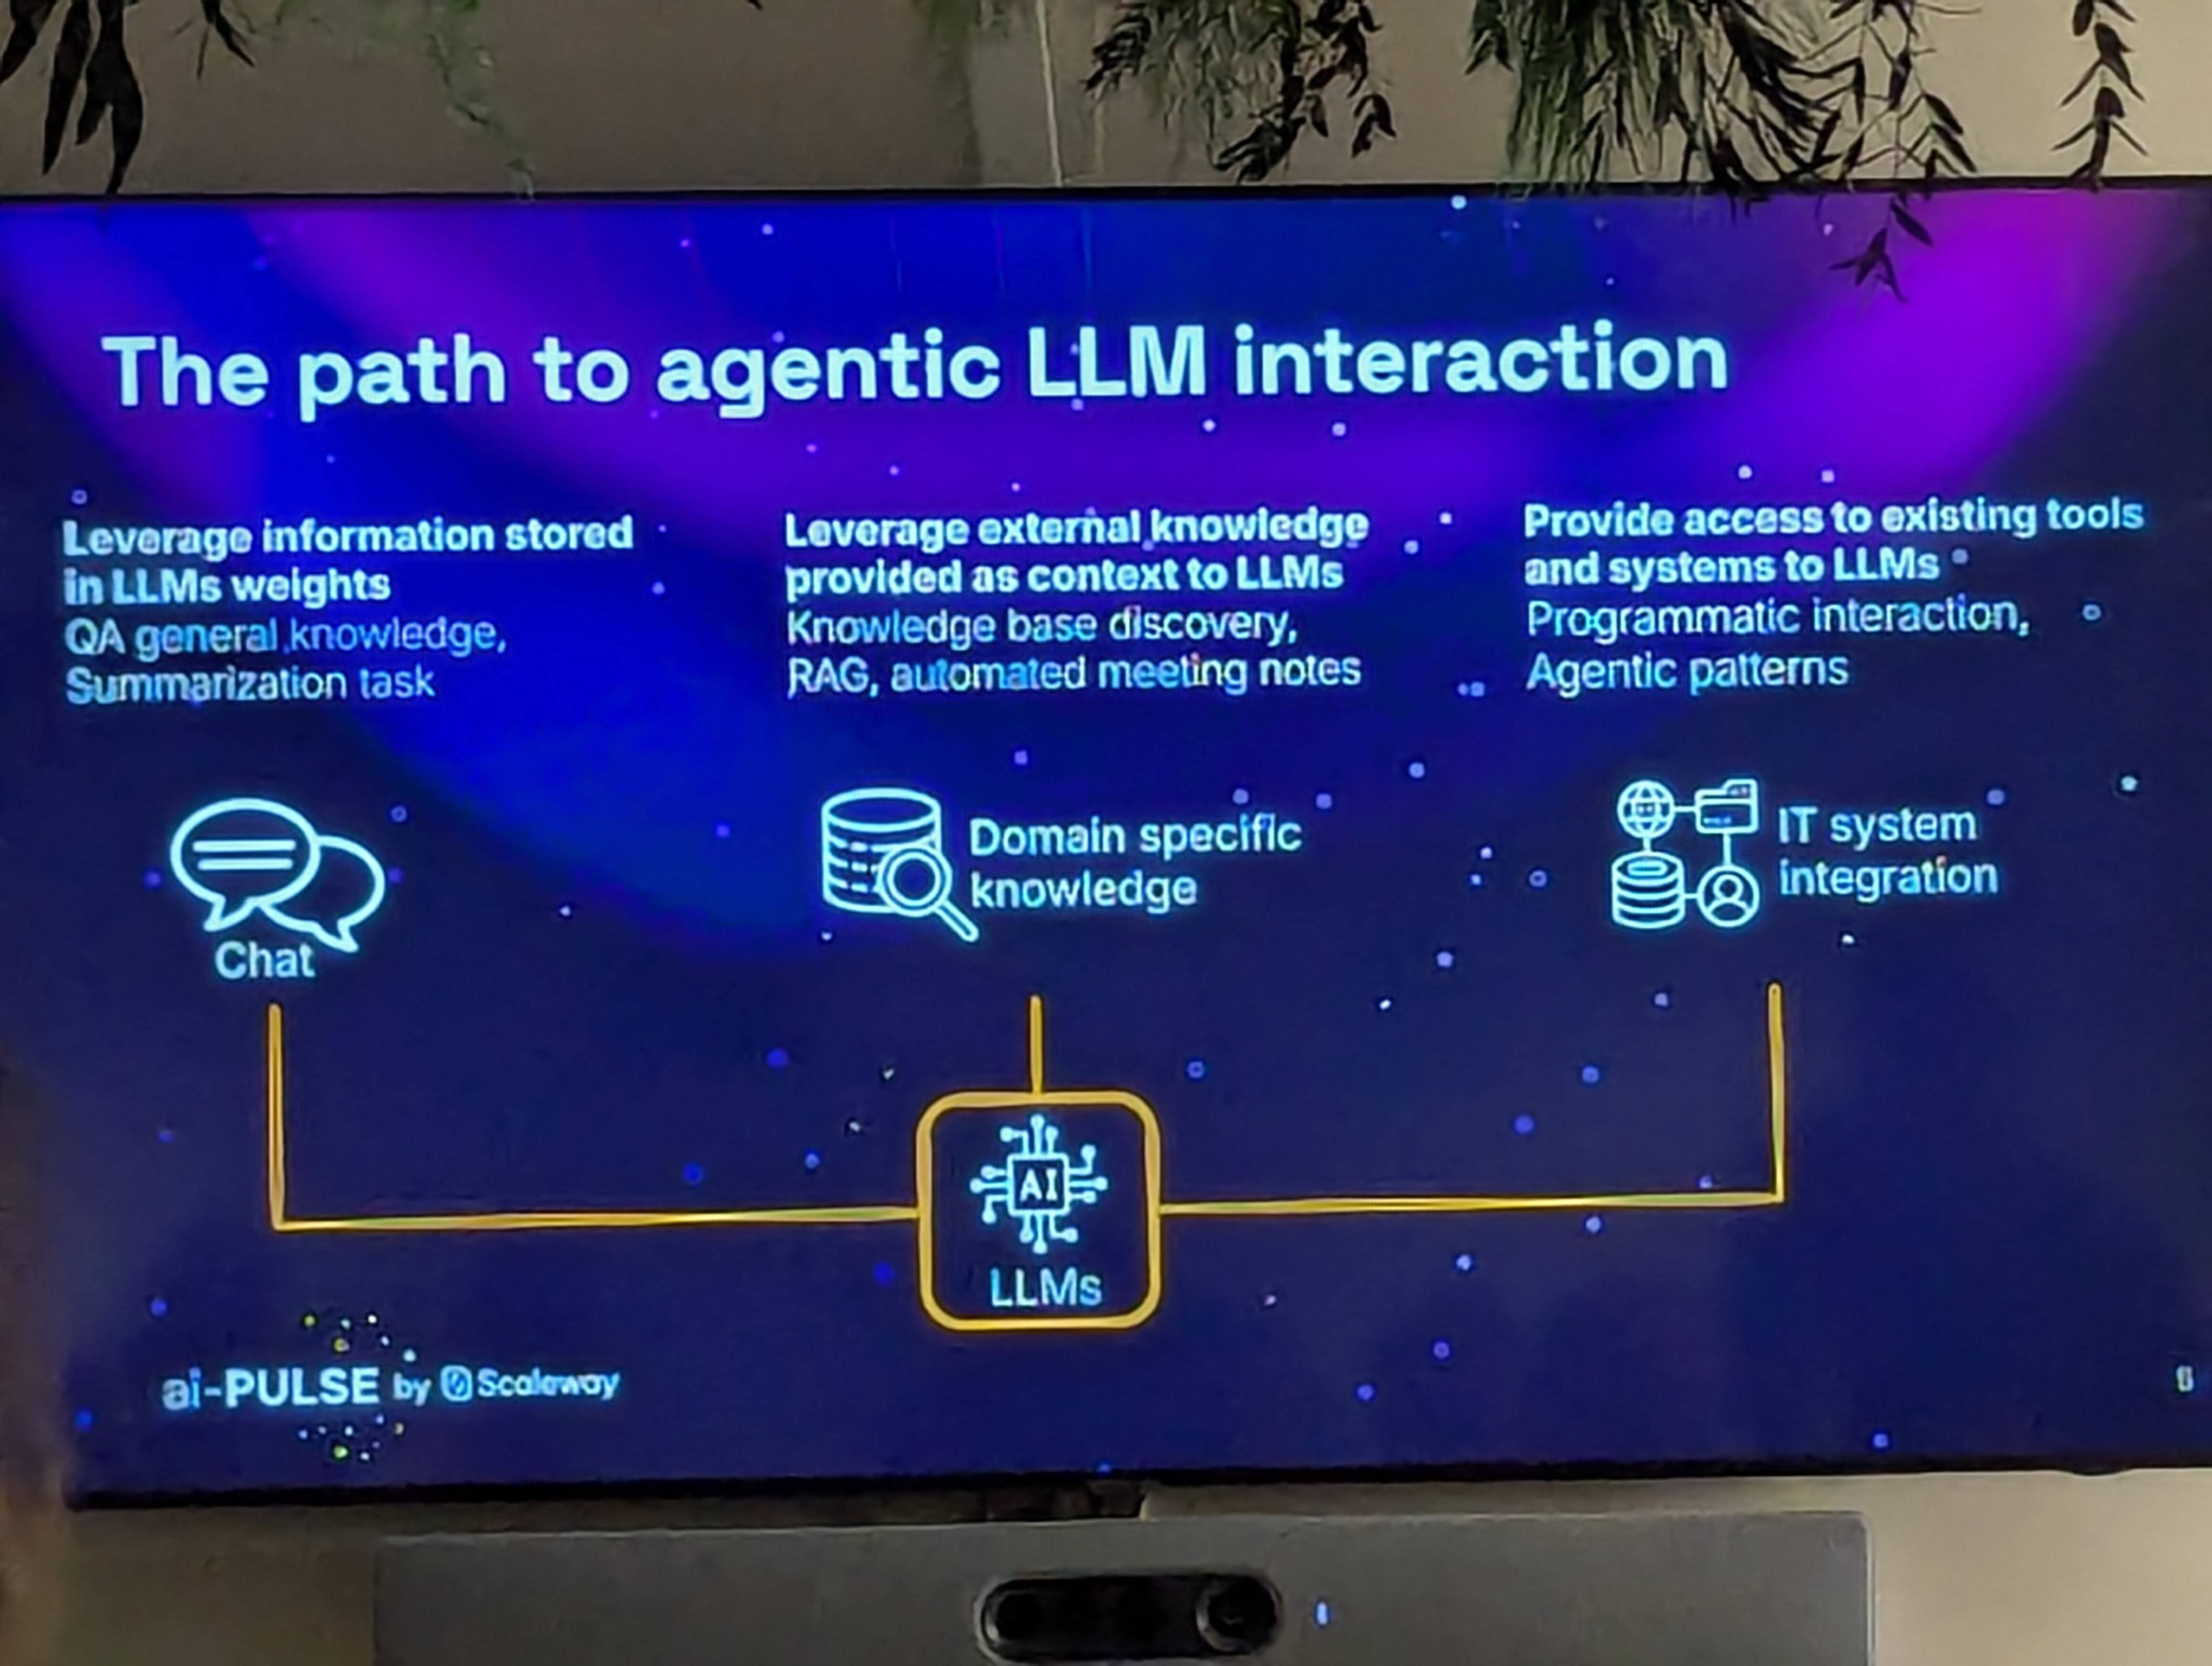 The path to agentic LLM interaction
Leverage information stored
in LLMs weights
QA general knowledge,
Summarization task
Leverage external knowledge
provided as context to LLMs
Knowledge base discovery,
RAG, automated meeting notes
Provide access to existing tools
and systems to LLMs
Programmatic interaction,
Agentic patterns
Chat
Domain specific
knowledge
IT system
integration
AI
LLMs
ai-PULSE by Scaleway